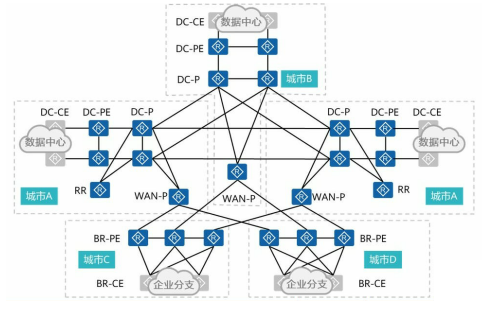 DC-CE
数据中心
DC-PE
DC-P
城市B
DC-CE DC-PE DC-P
数据中心
城市A
RR
WAN-P
WAN-P
WAN-P
DC-P DC-PE DC-CE
数据中心
RR
城市A
BR-PE
城市C
BR-CE
企业分支
BR-PE
城市D
企业分支
BR-CE